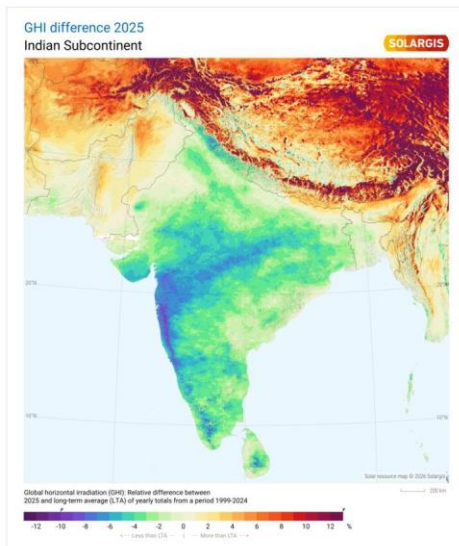 GHI difference 2025
Indian Subcontinent
SOLARGIS
20°N
10°N
10°N
Solar resource map © 2026 Solargis
200 km
Global horizontal irradiation (GHI): Relative difference between
2025 and long-term average (LTA) of yearly totals from a period 1999-2024
-12 -10 -8 -6 -4 -2 0 2 4 6 8 10 12 %
Less than LTA | More than LTA